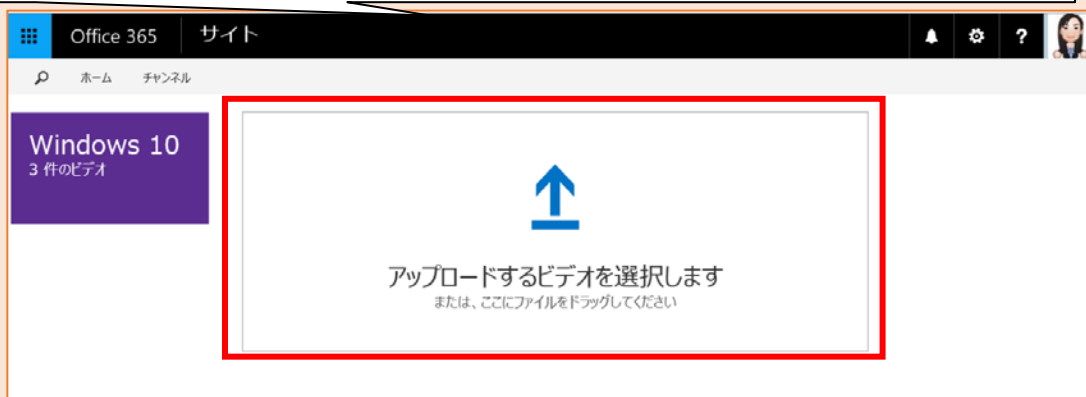 Office 365 サイト ?
ホーム チャンネル
Windows 10
3 件のビデオ
アップロードするビデオを選択します
または、ここにファイルをドラッグしてください